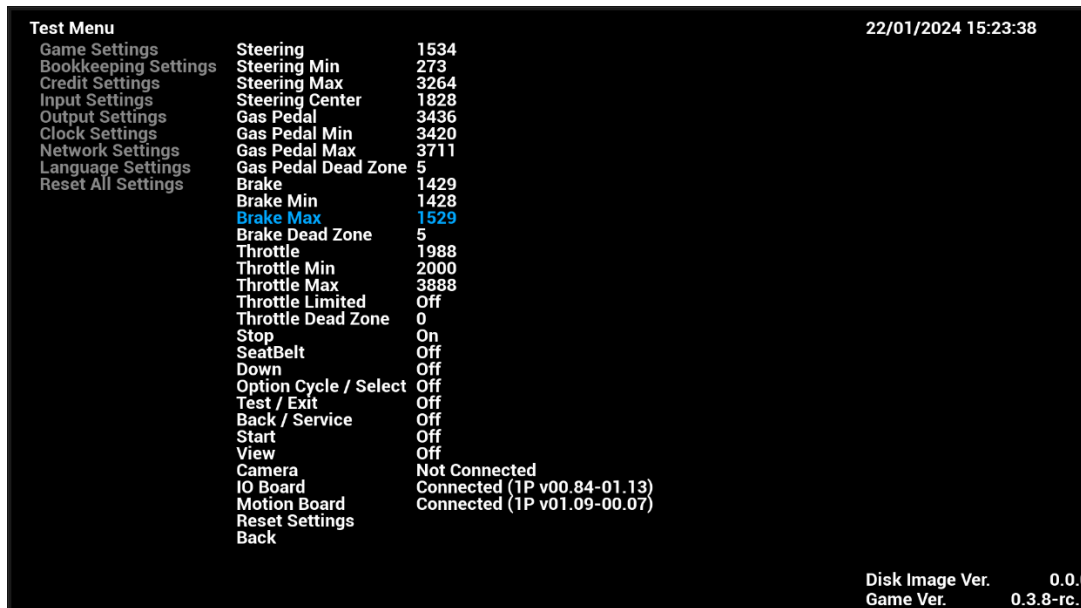 Test Menu 22/01/2024 15:23:38
Game Settings Steering 1534
Bookkeeping Settings Steering Min 273
Credit Settings Steering Max 3264
Input Settings Steering Center 1828
Output Settings Gas Pedal 3436
Clock Settings Gas Pedal Min 3420
Network Settings Gas Pedal Max 3711
Language Settings Gas Pedal Dead Zone 5
Reset All Settings Brake 1429
Brake Min 1428
Brake Max 1529
Brake Dead Zone 5
Throttle 1988
Throttle Min 2000
Throttle Max 3888
Throttle Limited Off
Throttle Dead Zone 0
Stop On
SeatBelt Off
Down Off
Option Cycle / Select Off
Test / Exit Off
Back / Service Off
Start Off
View Off
Camera Not Connected
IO Board Connected (1P v00.84-01.13)
Motion Board Connected (1P v01.09-00.07)
Reset Settings
Back
Disk Image Ver. 0.0.
Game Ver. 0.3.8-rc.